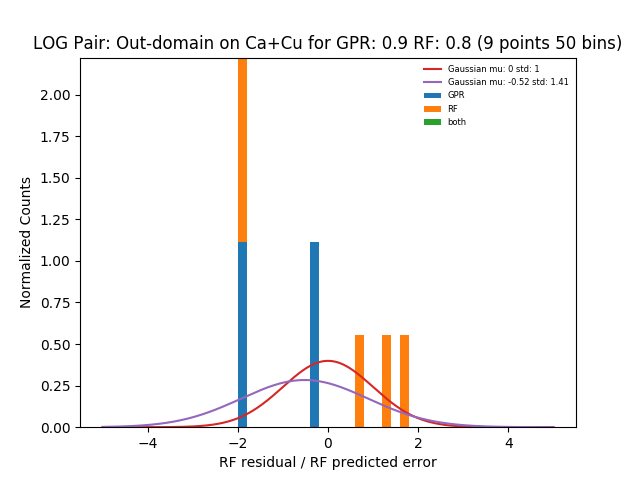 LOG Pair: Out-domain on Ca+Cu for GPR: 0.9 RF: 0.8 (9 points 50 bins)
Gaussian mu: 0 std: 1
Gaussian mu: -0.52 std: 1.41
GPR
RF
both
Normalized Counts
2.00
1.75
1.50
1.25
1.00
0.75
0.50
0.25
0.00
−4 −2 0 2 4
RF residual / RF predicted error